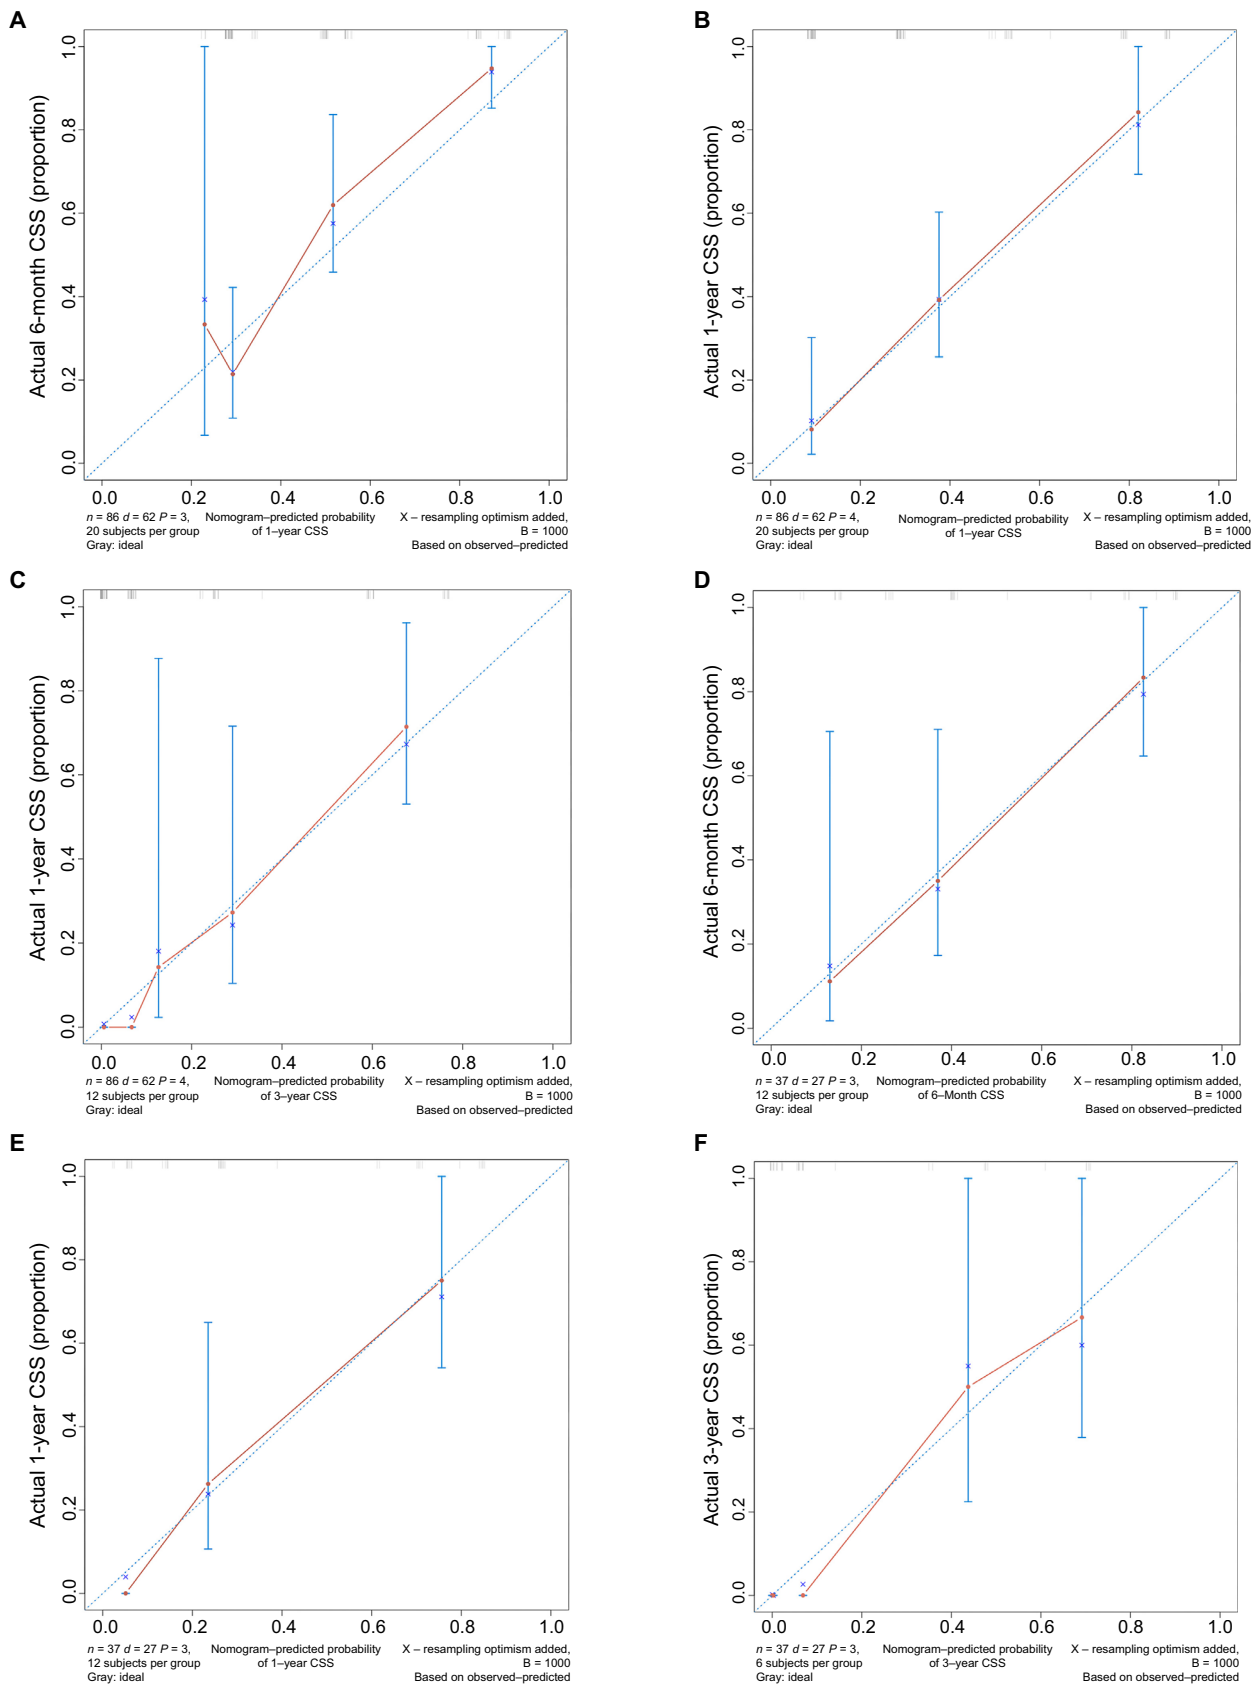 A
Actual 6-month CSS (proportion)
1.0
0.8
0.6
0.4
0.2
0.0
0.0 0.2 0.4 0.6 0.8 1.0
n = 86 d = 62 P = 3,
20 subjects per group
Gray: ideal
Nomogram–predicted probability
of 1–year CSS
X – resampling optimism added,
B = 1000
Based on observed–predicted
B
Actual 1-year CSS (proportion)
1.0
0.8
0.6
0.4
0.2
0.0
0.0 0.2 0.4 0.6 0.8 1.0
n = 86 d = 62 P = 4,
20 subjects per group
Gray: ideal
Nomogram–predicted probability
of 1–year CSS
X – resampling optimism added,
B = 1000
Based on observed–predicted
C
Actual 1-year CSS (proportion)
1.0
0.8
0.6
0.4
0.2
0.0
0.0 0.2 0.4 0.6 0.8 1.0
n = 86 d = 62 P = 4,
12 subjects per group
Gray: ideal
Nomogram–predicted probability
of 3–year CSS
X – resampling optimism added,
B = 1000
Based on observed–predicted
D
Actual 6-month CSS (proportion)
1.0
0.8
0.6
0.4
0.2
0.0
0.0 0.2 0.4 0.6 0.8 1.0
n = 37 d = 27 P = 3,
12 subjects per group
Gray: ideal
Nomogram–predicted probability
of 6–Month CSS
X – resampling optimism added,
B = 1000
Based on observed–predicted
E
Actual 1-year CSS (proportion)
1.0
0.8
0.6
0.4
0.2
0.0
0.0 0.2 0.4 0.6 0.8 1.0
n = 37 d = 27 P = 3,
12 subjects per group
Gray: ideal
Nomogram–predicted probability
of 1–year CSS
X – resampling optimism added,
B = 1000
Based on observed–predicted
F
Actual 3-year CSS (proportion)
1.0
0.8
0.6
0.4
0.2
0.0
0.0 0.2 0.4 0.6 0.8 1.0
n = 37 d = 27 P = 3,
6 subjects per group
Gray: ideal
Nomogram–predicted probability
of 3–year CSS
X – resampling optimism added,
B = 1000
Based on observed–predicted